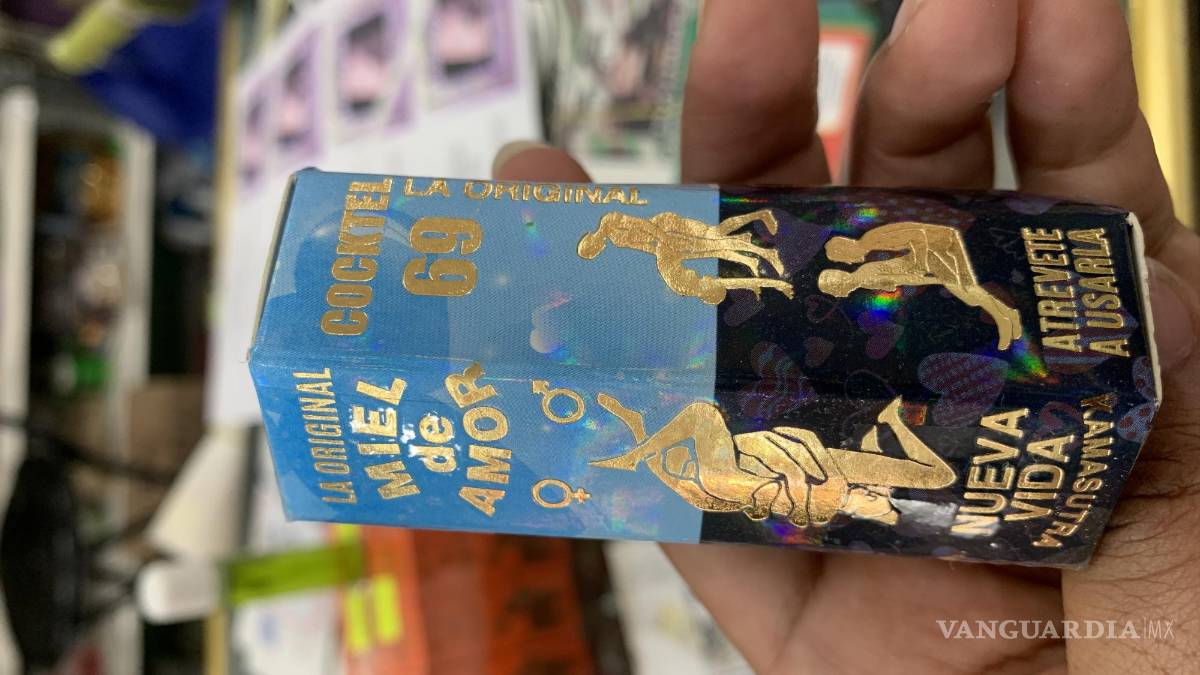 LA ORIGINAL
COCKTEL
69
ATREVETE
A USARLA
LA ORIGINAL
MIEL
de
AMOR
NUEVA
VIDA
KAMASUTRA
VANGUARDIA|MX